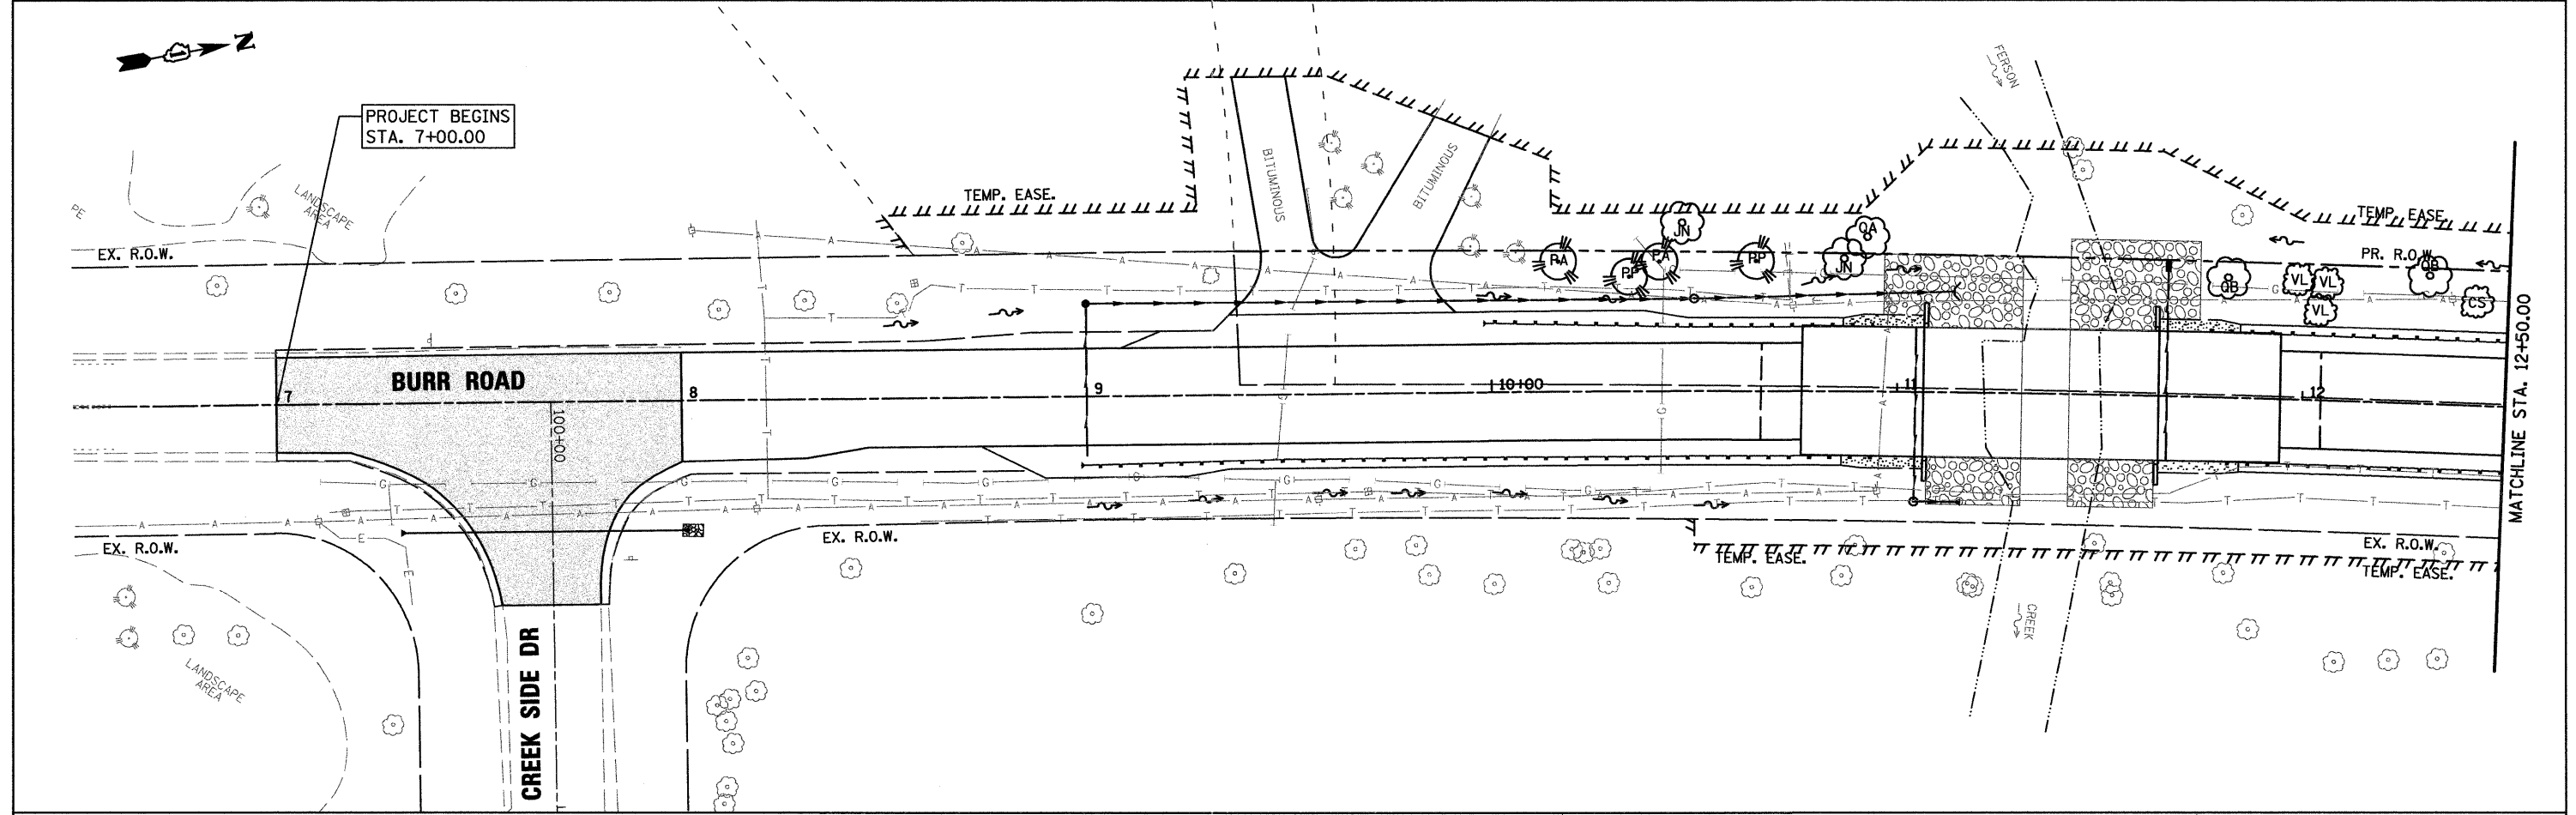 N
PROJECT BEGINS
STA. 7+00.00
LANDSCAPE
AREA
PE
EX. R.O.W.
TEMP. EASE.
BITUMINOUS
BITUMINOUS
FERSON
TEMP. EASE.
PR. R.O.W.
JN
QA
PA
PP
PA
PP
JN
QB
VL
VL
VL
QB
CS
BURR ROAD
7
8
9
10+00
11
12
100+00
MATCHLINE STA. 12+50.00
EX. R.O.W.
EX. R.O.W.
TEMP. EASE.
EX. R.O.W.
TEMP. EASE.
CREEK
CREEK SIDE DR
LANDSCAPE
AREA